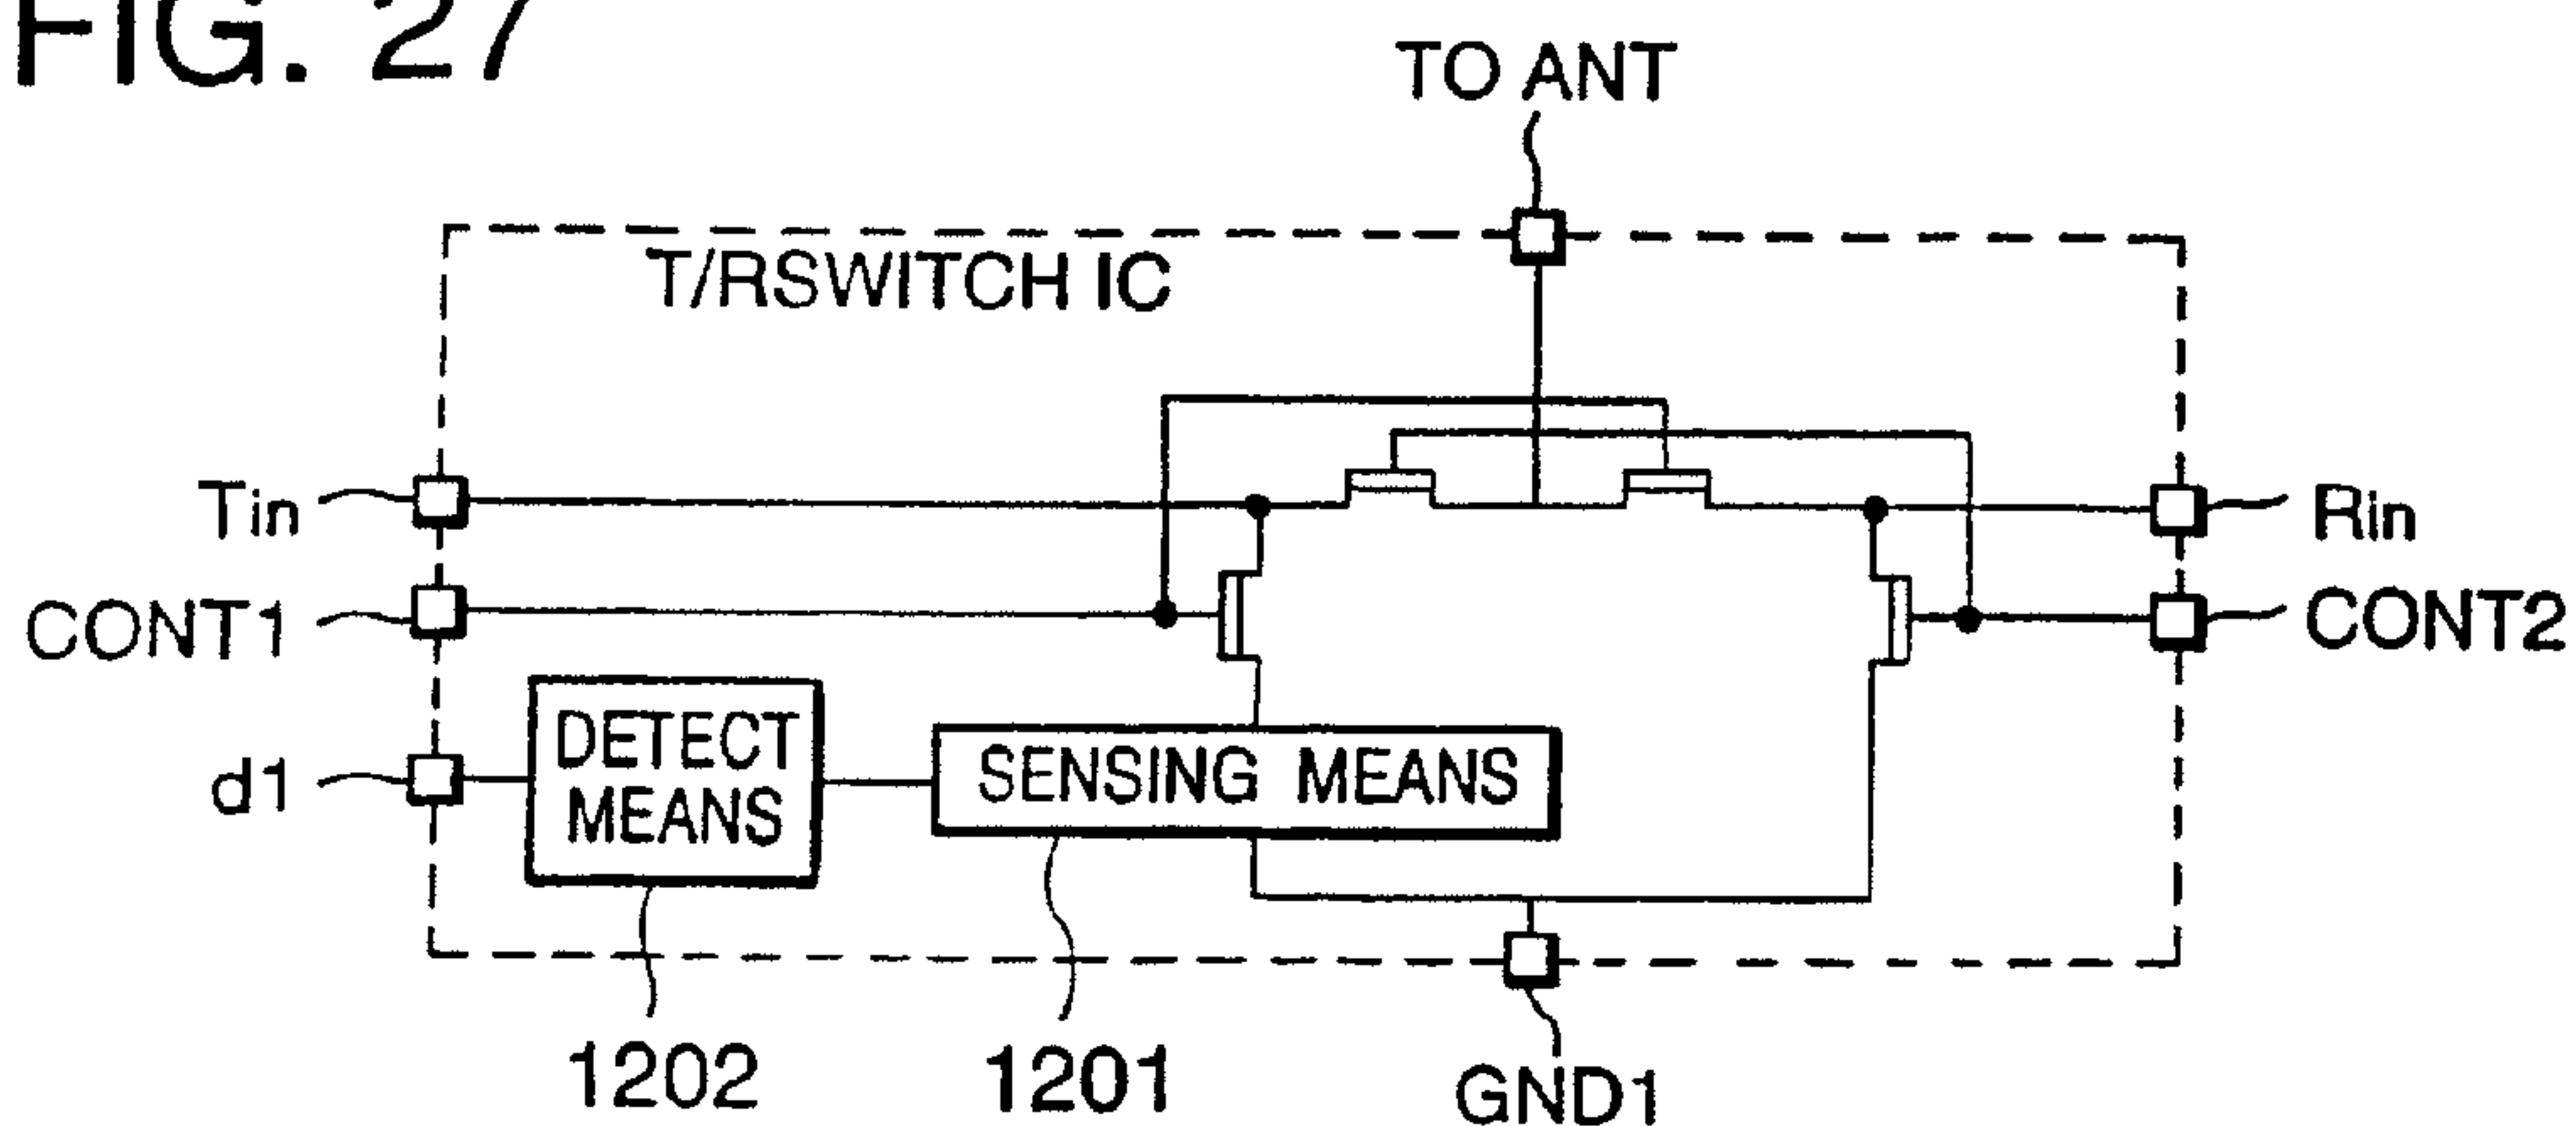 FIG. 27
TO ANT
T/RSWITCH IC
Tin
Rin
CONT1
CONT2
d1
DETECT
MEANS
SENSING MEANS
1202
1201
GND1